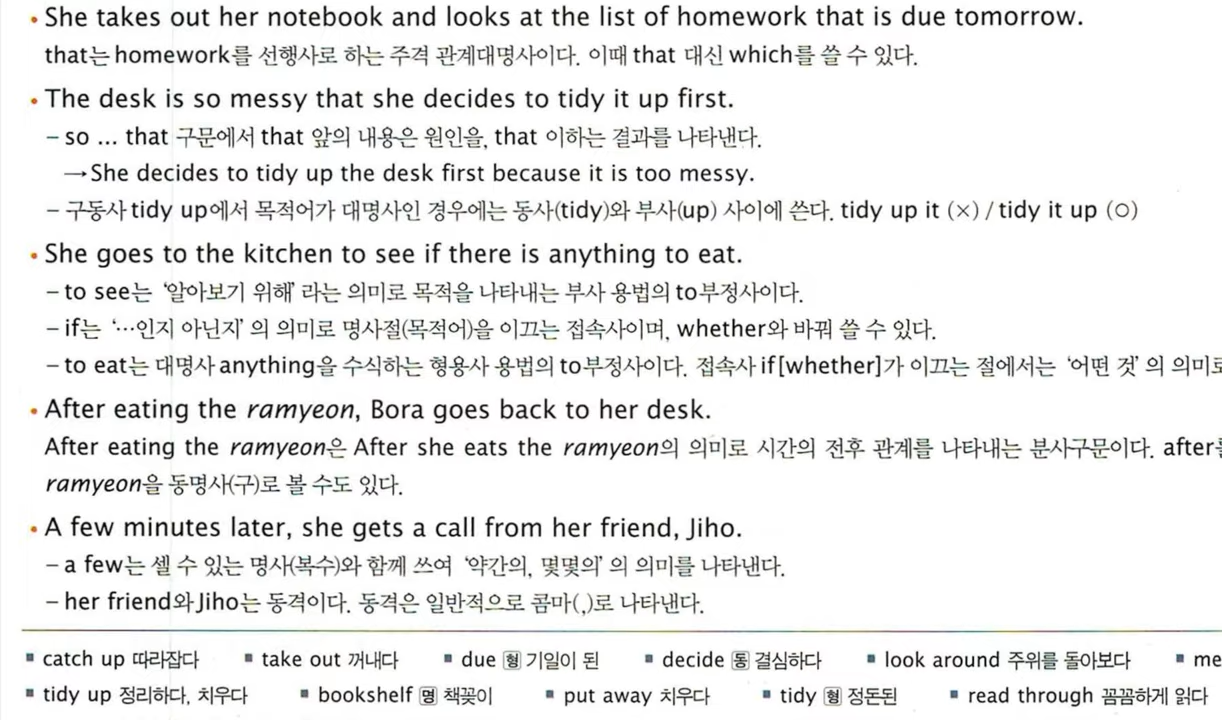 • She takes out her notebook and looks at the list of homework that is due tomorrow.
that는 homework를 선행사로 하는 주격 관계대명사이다. 이때 that 대신 which를 쓸 수 있다.
• The desk is so messy that she decides to tidy it up first.
– so ... that 구문에서 that 앞의 내용은 원인을, that 이하는 결과를 나타낸다.
→ She decides to tidy up the desk first because it is too messy.
– 구동사 tidy up에서 목적어가 대명사인 경우에는 동사(tidy)와 부사(up) 사이에 쓴다. tidy up it (×) / tidy it up (○)
• She goes to the kitchen to see if there is anything to eat.
– to see는 ‘알아보기 위해’ 라는 의미로 목적을 나타내는 부사 용법의 to부정사이다.
– if는 ‘…인지 아닌지’ 의 의미로 명사절(목적어)을 이끄는 접속사이며, whether와 바꿔 쓸 수 있다.
– to eat는 대명사 anything을 수식하는 형용사 용법의 to부정사이다. 접속사 if[whether]가 이끄는 절에서는 ‘어떤 것’ 의 의미로
• After eating the ramyeon, Bora goes back to her desk.
After eating the ramyeon은 After she eats the ramyeon의 의미로 시간의 전후 관계를 나타내는 분사구문이다. after를
ramyeon을 동명사(구)로 볼 수도 있다.
• A few minutes later, she gets a call from her friend, Jiho.
– a few는 셀 수 있는 명사(복수)와 함께 쓰여 ‘약간의, 몇몇의’ 의 의미를 나타낸다.
– her friend와 Jiho는 동격이다. 동격은 일반적으로 콤마(,)로 나타낸다.
▪ catch up 따라잡다 ▪ take out 꺼내다 ▪ due 형 기일이 된 ▪ decide 동 결심하다 ▪ look around 주위를 돌아보다 ▪ me
▪ tidy up 정리하다, 치우다 ▪ bookshelf 명 책꽂이 ▪ put away 치우다 ▪ tidy 형 정돈된 ▪ read through 꼼꼼하게 읽다